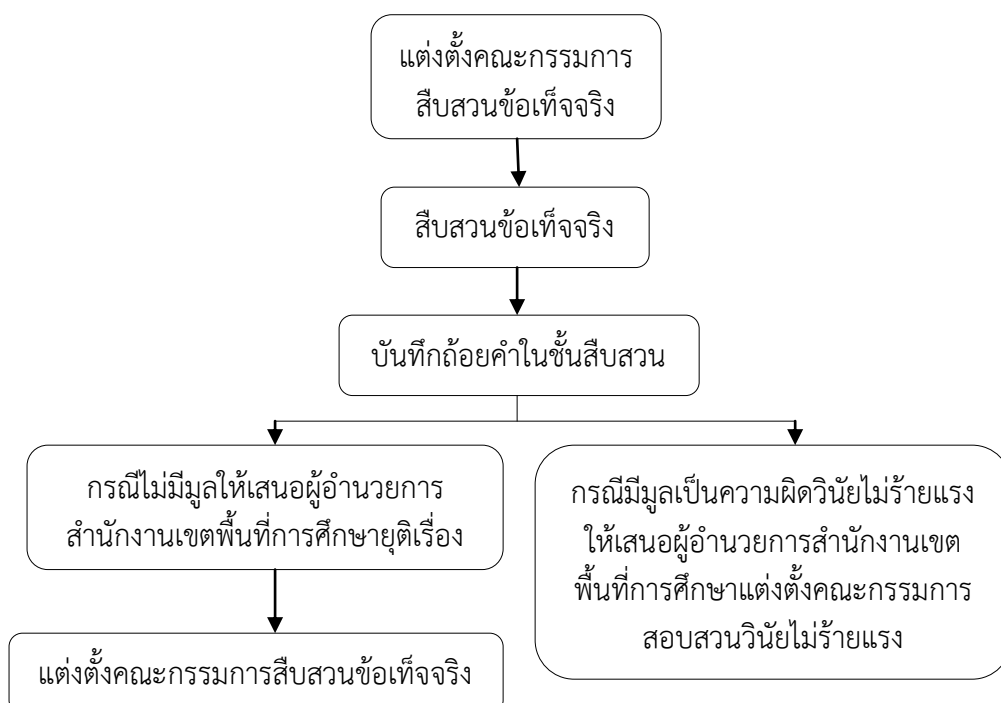 แต่งตั้งคณะกรรมการ
สืบสวนข้อเท็จจริง
สืบสวนข้อเท็จจริง
บันทึกถ้อยคำในชั้นสืบสวน
กรณีไม่มีมูลให้เสนอผู้อำนวยการ
สำนักงานเขตพื้นที่การศึกษายุติเรื่อง
กรณีมีมูลเป็นความผิดวินัยไม่ร้ายแรง
ให้เสนอผู้อำนวยการสำนักงานเขต
พื้นที่การศึกษาแต่งตั้งคณะกรรมการ
สอบสวนวินัยไม่ร้ายแรง
แต่งตั้งคณะกรรมการสืบสวนข้อเท็จจริง